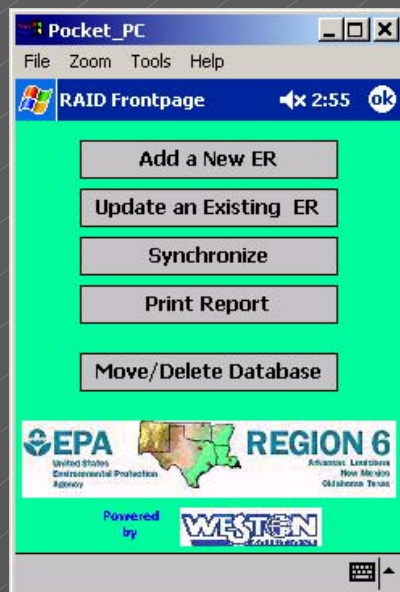 Pocket_PC
File Zoom Tools Help
RAID Frontpage 2:55 ok
Add a New ER
Update an Existing ER
Synchronize
Print Report
Move/Delete Database
EPA
United States
Environmental Protection
Agency
REGION 6
Arkansas Louisiana
New Mexico
Oklahoma Texas
Powered
by
WESTON